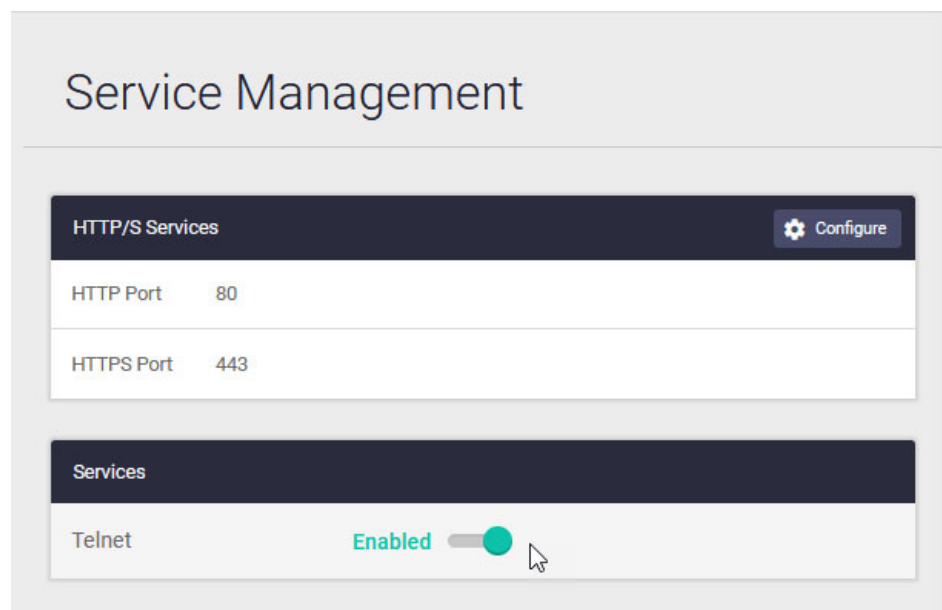 Service Management
HTTP/S Services
Configure
HTTP Port 80
HTTPS Port 443
Services
Telnet Enabled